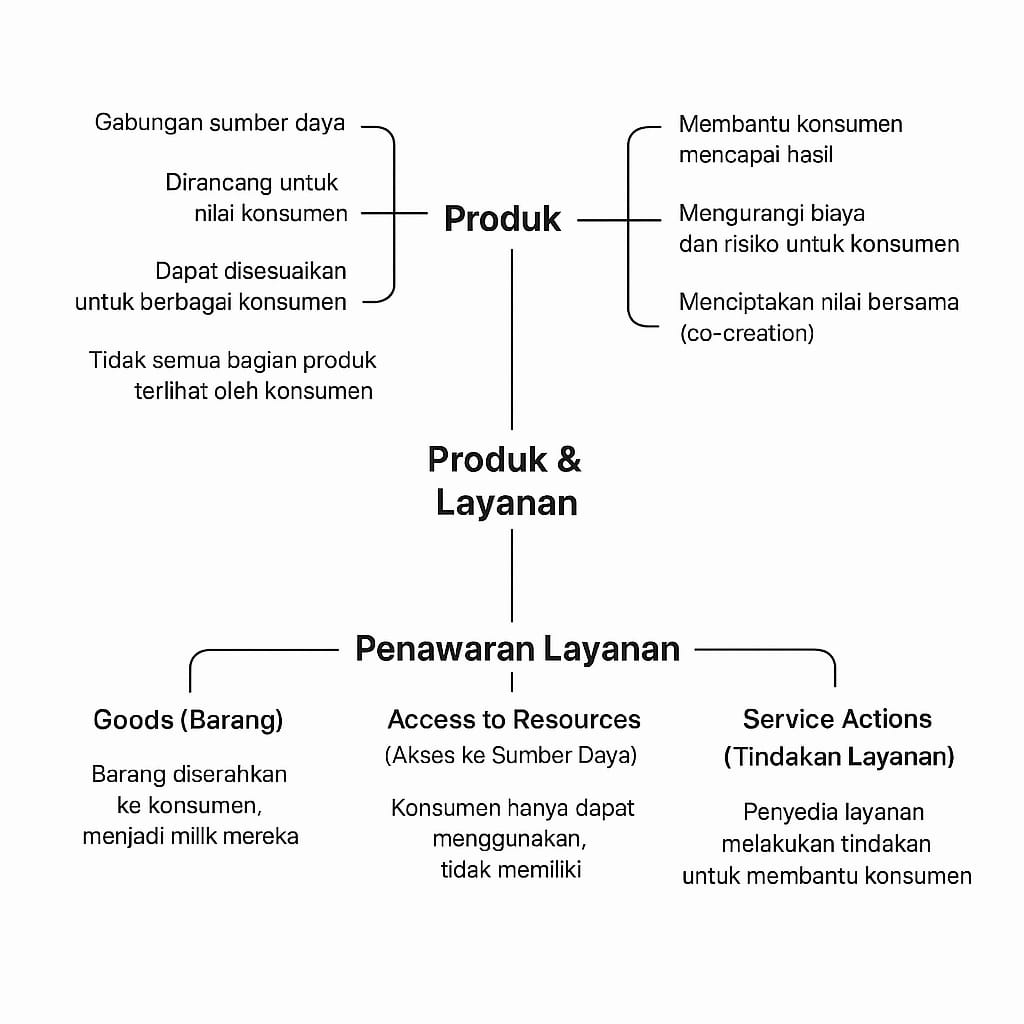 Gabungan sumber daya
Dirancang untuk
nilai konsumen
Dapat disesuaikan
untuk berbagai konsumen
Tidak semua bagian produk
terlihat oleh konsumen
Produk
Membantu konsumen
mencapai hasil
Mengurangi biaya
dan risiko untuk konsumen
Menciptakan nilai bersama
(co-creation)
Produk &
Layanan
Penawaran Layanan
Goods (Barang)
Barang diserahkan
ke konsumen,
menjadi millk mereka
Access to Resources
(Akses ke Sumber Daya)
Konsumen hanya dapat
menggunakan,
tidak memiliki
Service Actions
(Tindakan Layanan)
Penyedia layanan
melakukan tindakan
untuk membantu konsumen